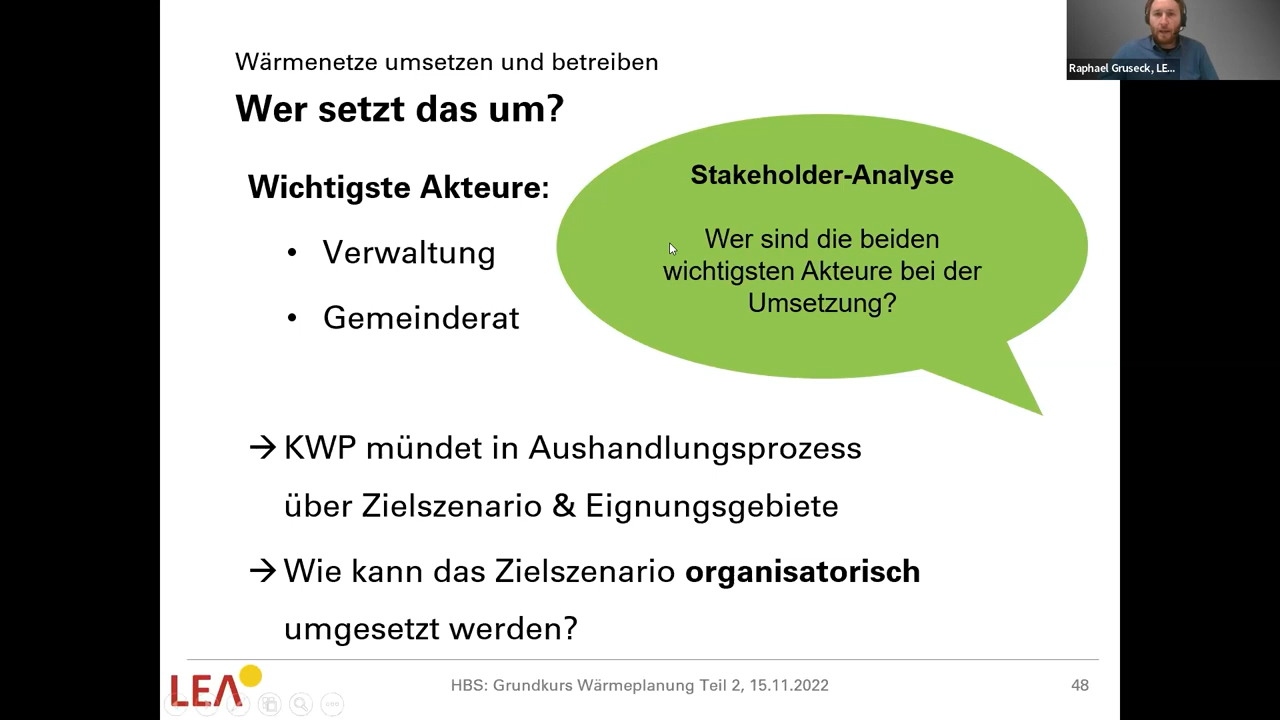 Wärmenetze umsetzen und betreiben
Wer setzt das um?
Wichtigste Akteure:
• Verwaltung
• Gemeinderat
Stakeholder-Analyse
Wer sind die beiden
wichtigsten Akteure bei der
Umsetzung?
→ KWP mündet in Aushandlungsprozess
über Zielszenario & Eignungsgebiete
→ Wie kann das Zielszenario organisatorisch
umgesetzt werden?
LEA
HBS: Grundkurs Wärmeplanung Teil 2, 15.11.2022
48
Raphael Gruseck, LE...